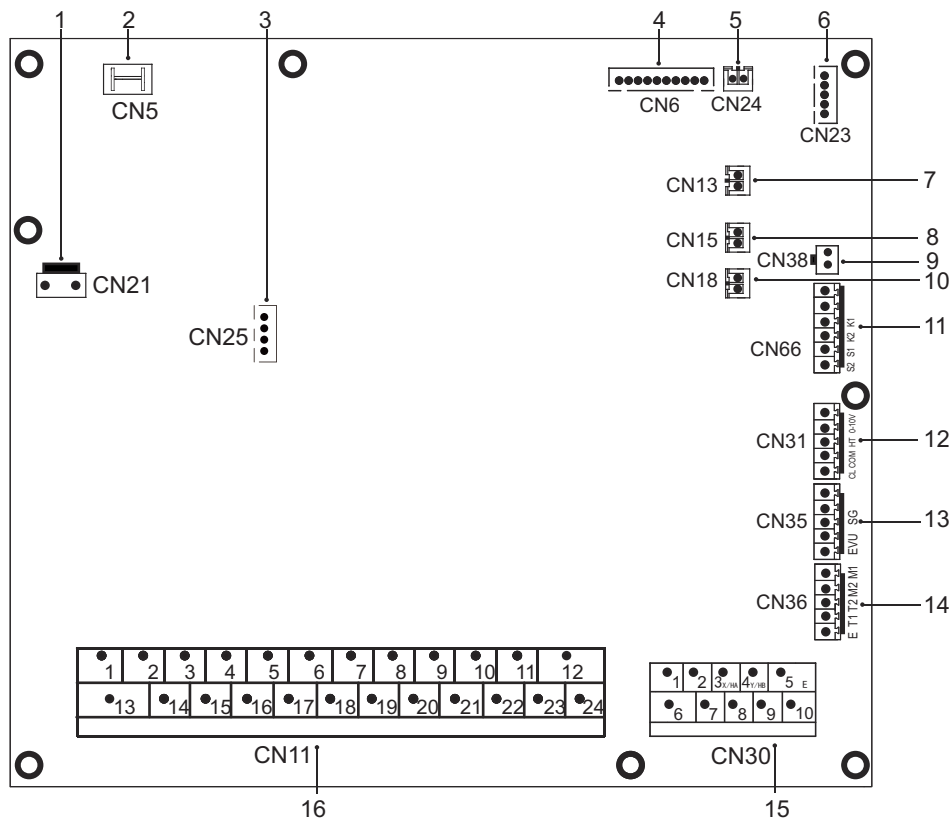 1 2 3 4 5 6
CN5
CN6
CN24
CN23
CN13 7
CN15 8
CN38 9
CN18 10
CN21
CN25
CN66
S2 S1 K2 K1
11
CN31
CL COM HT 0-10V
12
CN35
EVU SG
13
CN36
E T1 T2 M2 M1
14
1 2 3 4 5 6 7 8 9 10 11 12
13 14 15 16 17 18 19 20 21 22 23 24
CN11
16
1 2 3 X/HA 4 Y/HB 5 E
6 7 8 9 10
CN30
15